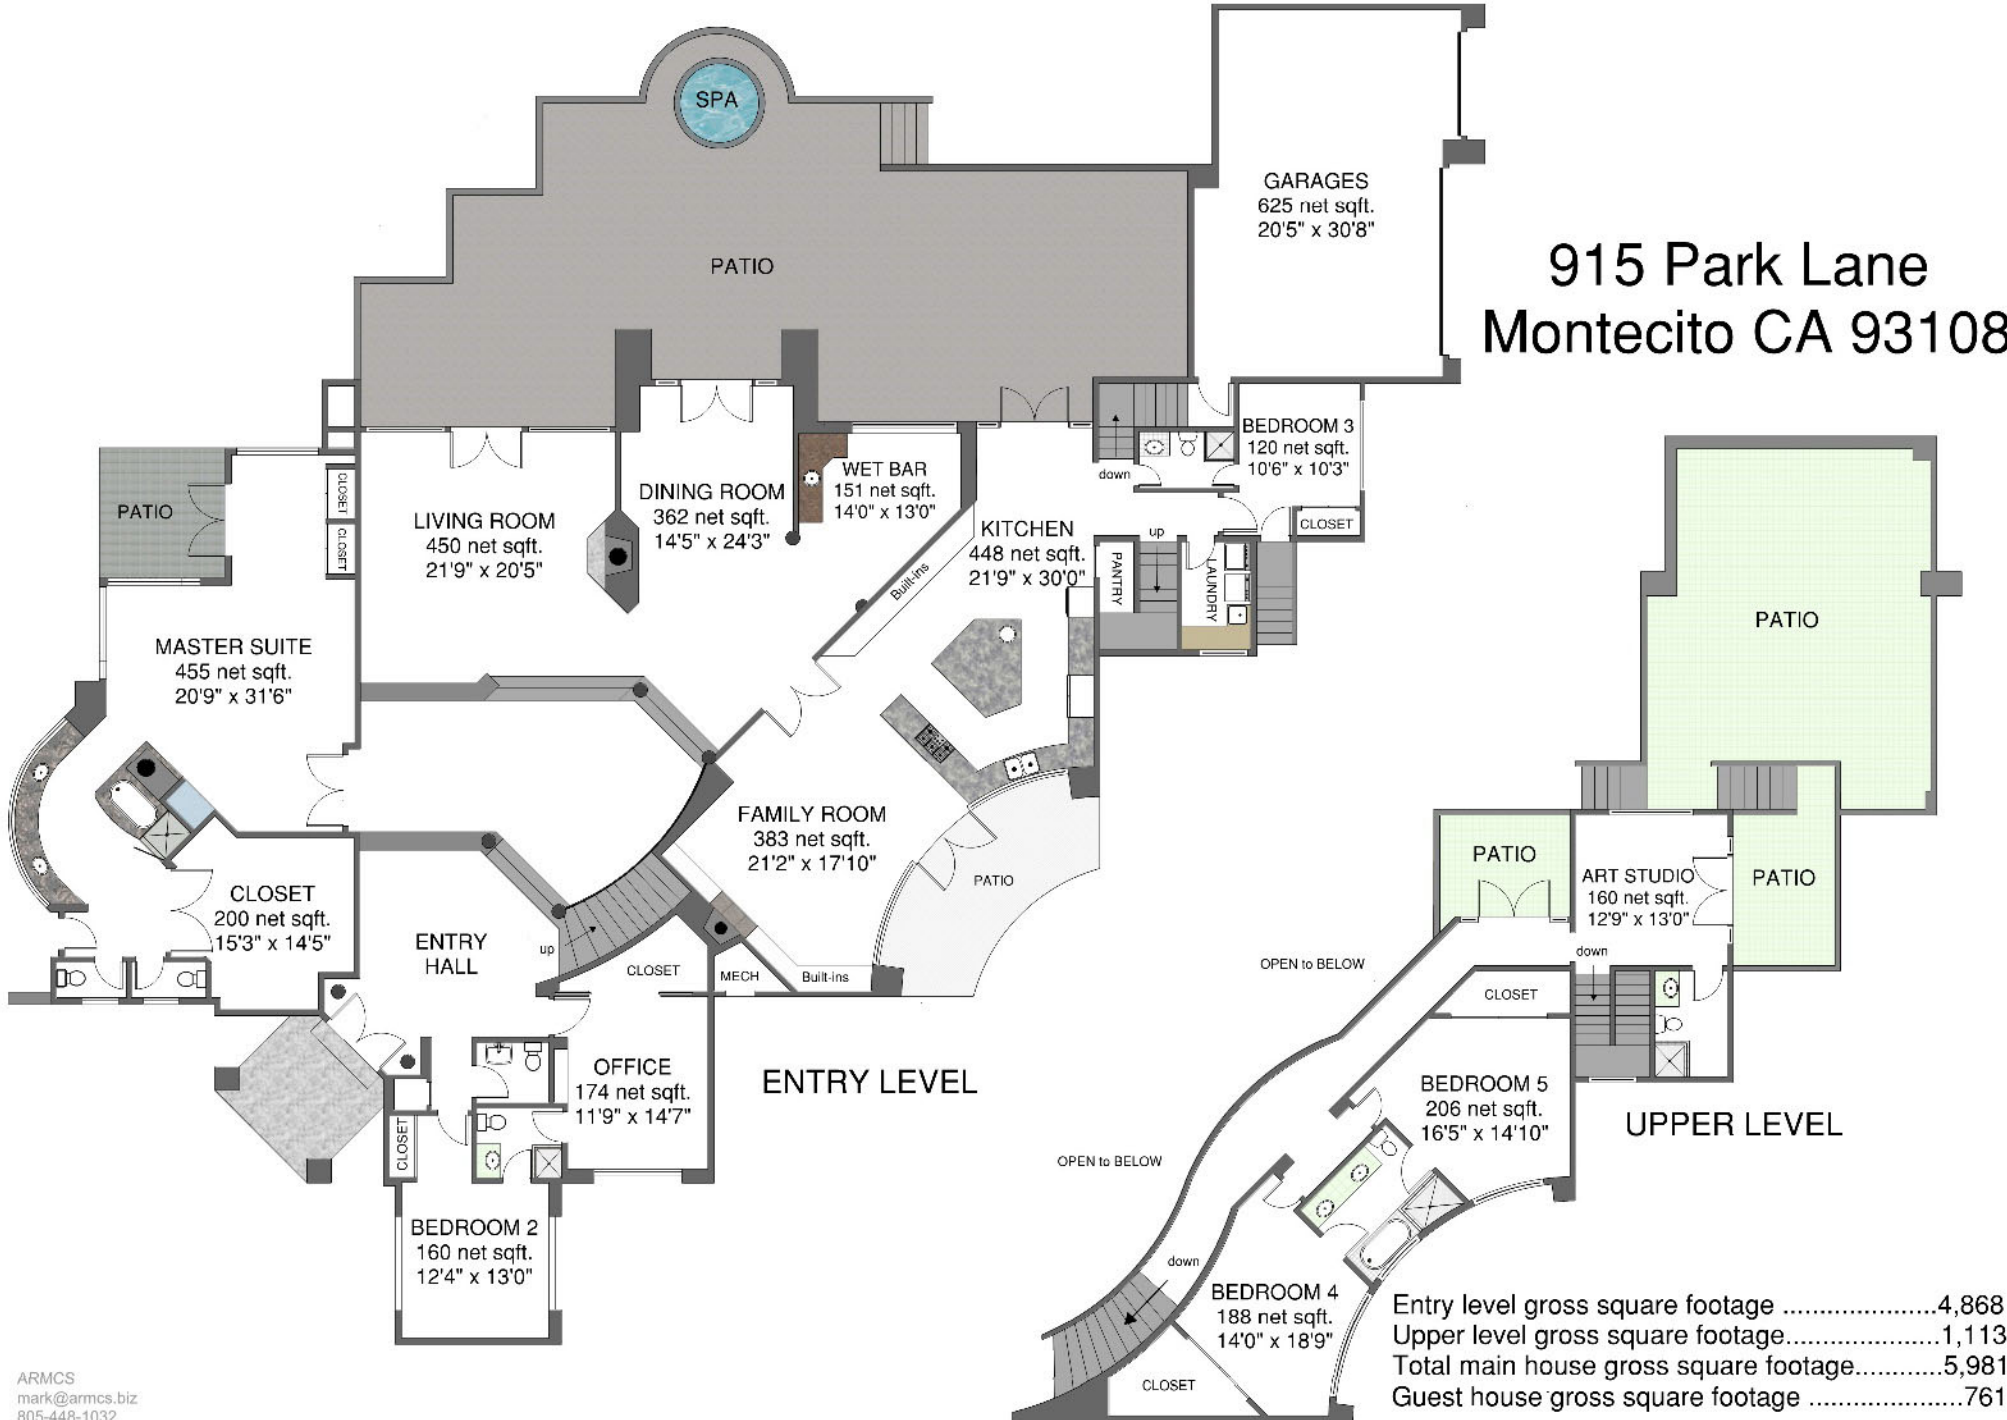 SPA
PATIO
GARAGES
625 net sqft.
20'5" x 30'8"
915 Park Lane
Montecito CA 93108
BEDROOM 3
120 net sqft.
10'6" x 10'3"
CLOSET
down
up
PATIO
CLOSET
CLOSET
LIVING ROOM
450 net sqft.
21'9" x 20'5"
DINING ROOM
362 net sqft.
14'5" x 24'3"
WET BAR
151 net sqft.
14'0" x 13'0"
KITCHEN
448 net sqft.
21'9" x 30'0"
Built-ins
PANTRY
LAUNDRY
MASTER SUITE
455 net sqft.
20'9" x 31'6"
FAMILY ROOM
383 net sqft.
21'2" x 17'10"
PATIO
CLOSET
200 net sqft.
15'3" x 14'5"
ENTRY
HALL
up
CLOSET
MECH
Built-ins
OFFICE
174 net sqft.
11'9" x 14'7"
CLOSET
BEDROOM 2
160 net sqft.
12'4" x 13'0"
ENTRY LEVEL
PATIO
PATIO
ART STUDIO
160 net sqft.
12'9" x 13'0"
PATIO
down
OPEN to BELOW
CLOSET
BEDROOM 5
206 net sqft.
16'5" x 14'10"
UPPER LEVEL
OPEN to BELOW
down
BEDROOM 4
188 net sqft.
14'0" x 18'9"
CLOSET
Entry level gross square footage .....................4,868
Upper level gross square footage.....................1,113
Total main house gross square footage............5,981
Guest house gross square footage .....................761
ARMCS
mark@armcs.biz
805-448-1032